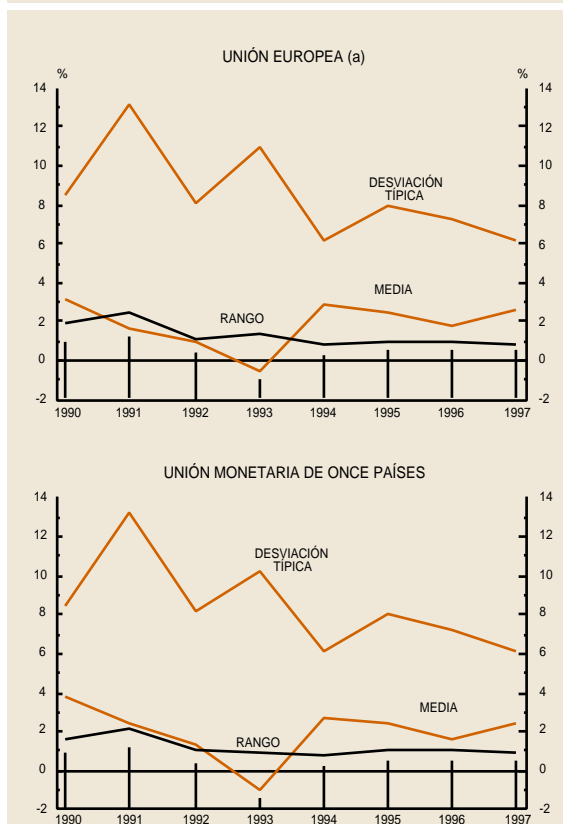 UNIÓN EUROPEA (a)
% %
14 14
12 12
10 10
DESVIACIÓN
TÍPICA
8 8
6 6
4 4
MEDIA
RANGO
2 2
0 0
-2 -2
1990 1991 1992 1993 1994 1995 1996 1997
UNIÓN MONETARIA DE ONCE PAÍSES
14 14
12 12
DESVIACIÓN
TÍPICA
10 10
8 8
6 6
4 4
MEDIA
2 2
RANGO
0 0
-2 -2
1990 1991 1992 1993 1994 1995 1996 1997